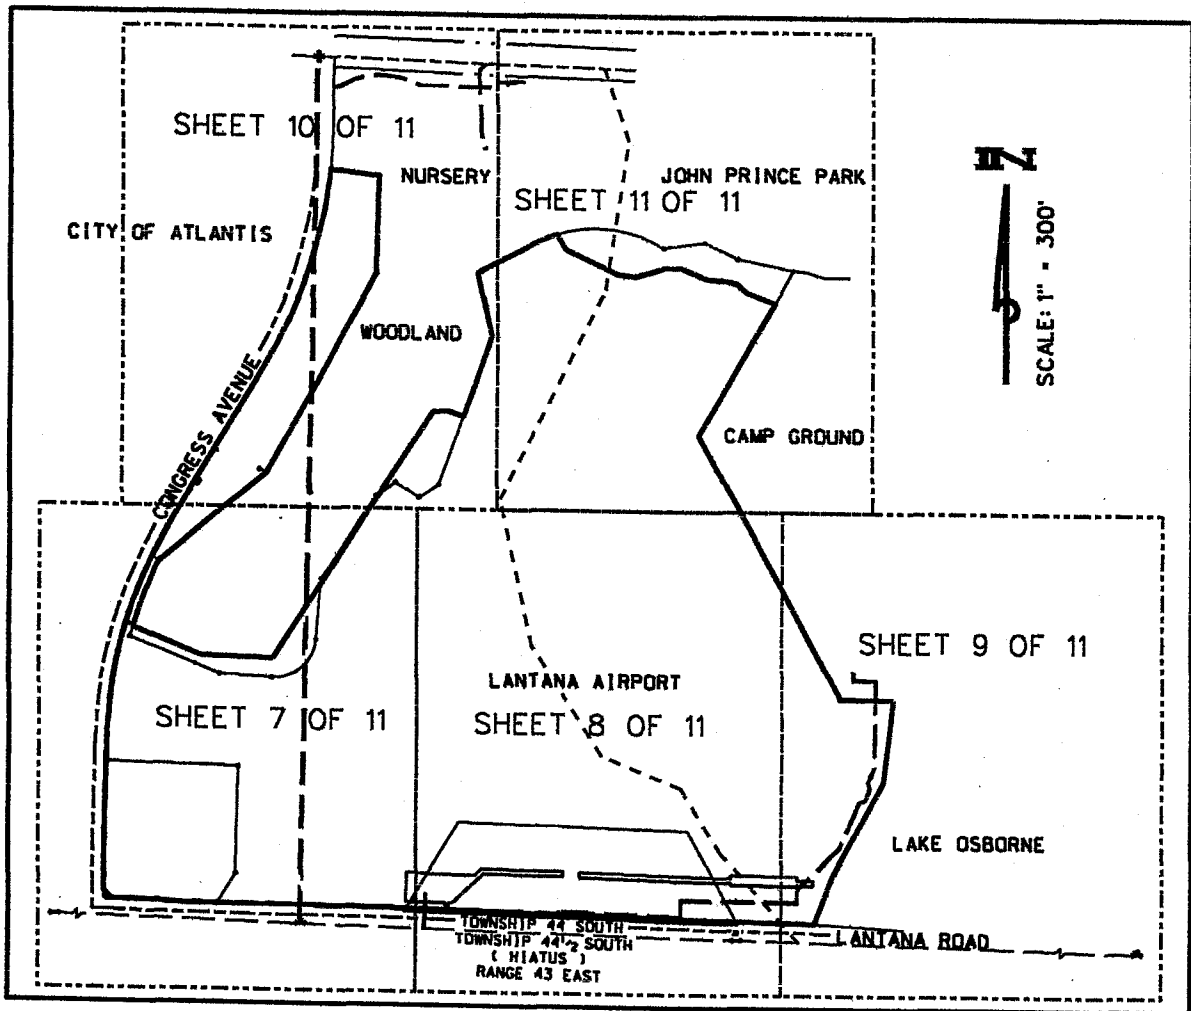 SHEET 10 OF 11
NURSERY
JOHN PRINCE PARK
SHEET 11 OF 11
CITY OF ATLANTIS
N
SCALE: 1" = 300'
WOODLAND
CONGRESS AVENUE
CAMP GROUND
SHEET 9 OF 11
LANTANA AIRPORT
SHEET 7 OF 11
SHEET 8 OF 11
LAKE OSBORNE
TOWNSHIP 44 SOUTH
TOWNSHIP 44 1/2 SOUTH
( HIATUS )
RANGE 43 EAST
LANTANA ROAD